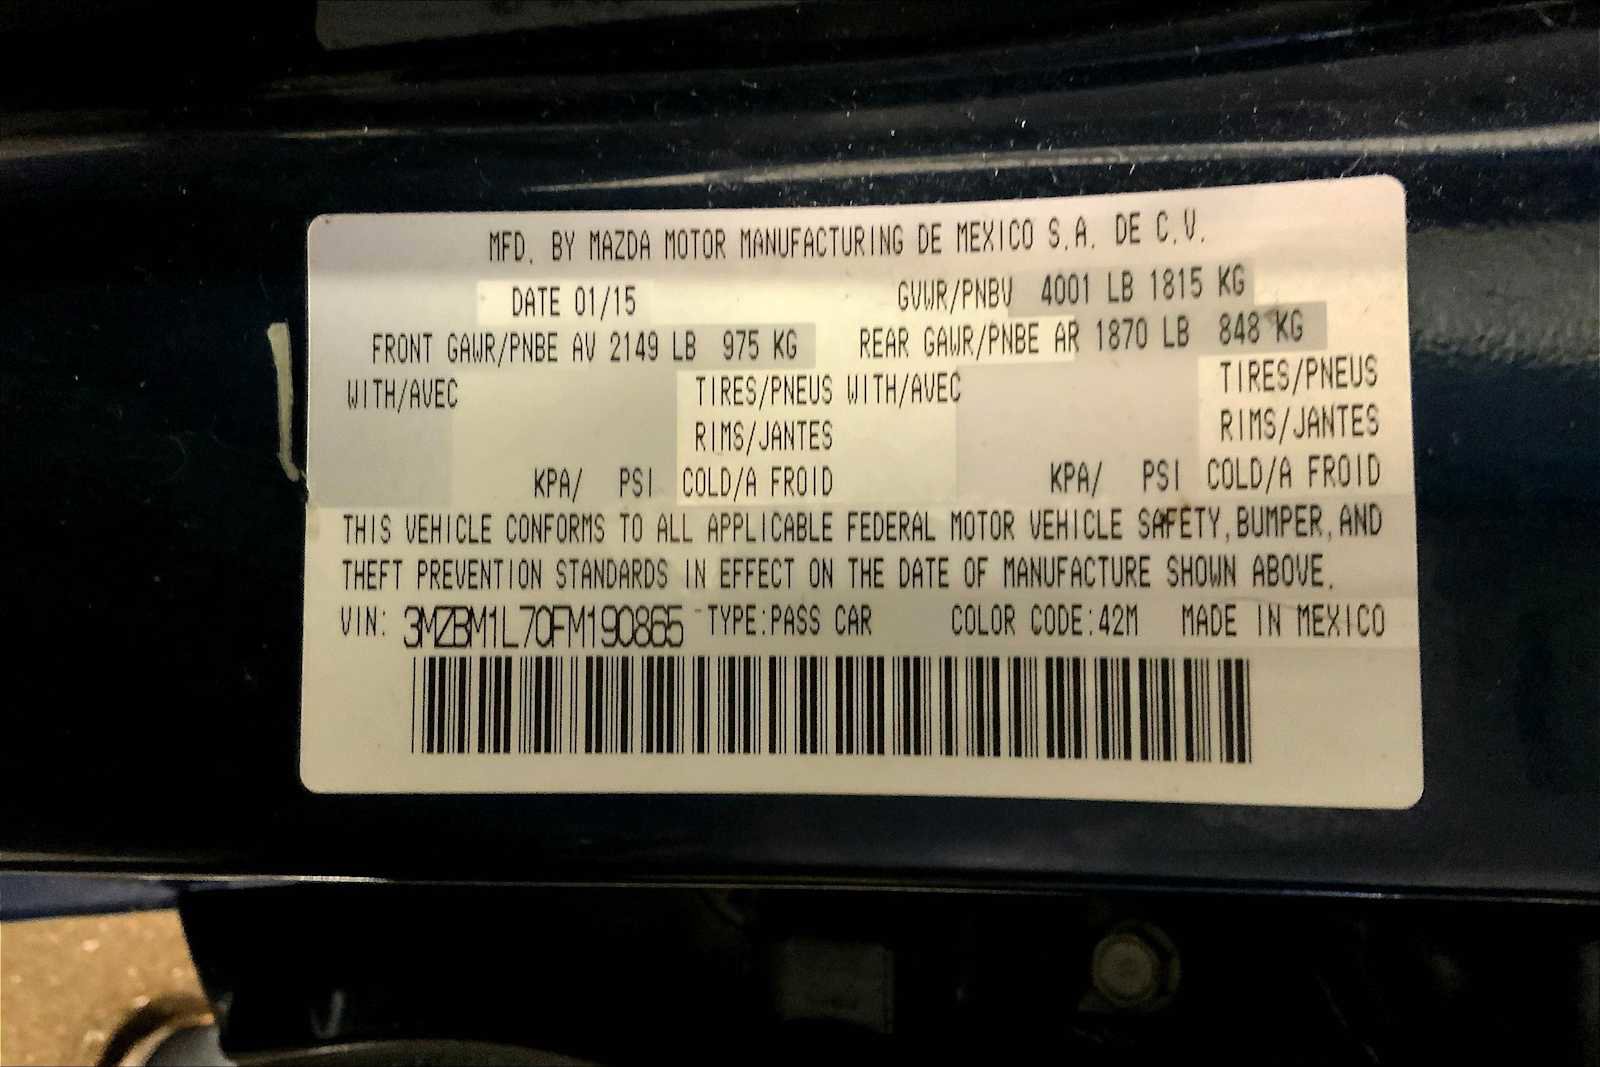 MFD. BY MAZDA MOTOR MANUFACTURING DE MEXICO S.A. DE C.V.
DATE 01/15 GVWR/PNBV 4001 LB 1815 KG
FRONT GAWR/PNBE AV 2149 LB 975 KG REAR GAWR/PNBE AR 1870 LB 848 KG
WITH/AVEC TIRES/PNEUS WITH/AVEC TIRES/PNEUS
RIMS/JANTES RIMS/JANTES
KPA/ PSI COLD/A FROID KPA/ PSI COLD/A FROID
THIS VEHICLE CONFORMS TO ALL APPLICABLE FEDERAL MOTOR VEHICLE SAFETY, BUMPER, AND
THEFT PREVENTION STANDARDS IN EFFECT ON THE DATE OF MANUFACTURE SHOWN ABOVE.
VIN: 3MZBM1L70FM190865 TYPE:PASS CAR COLOR CODE:42M MADE IN MEXICO